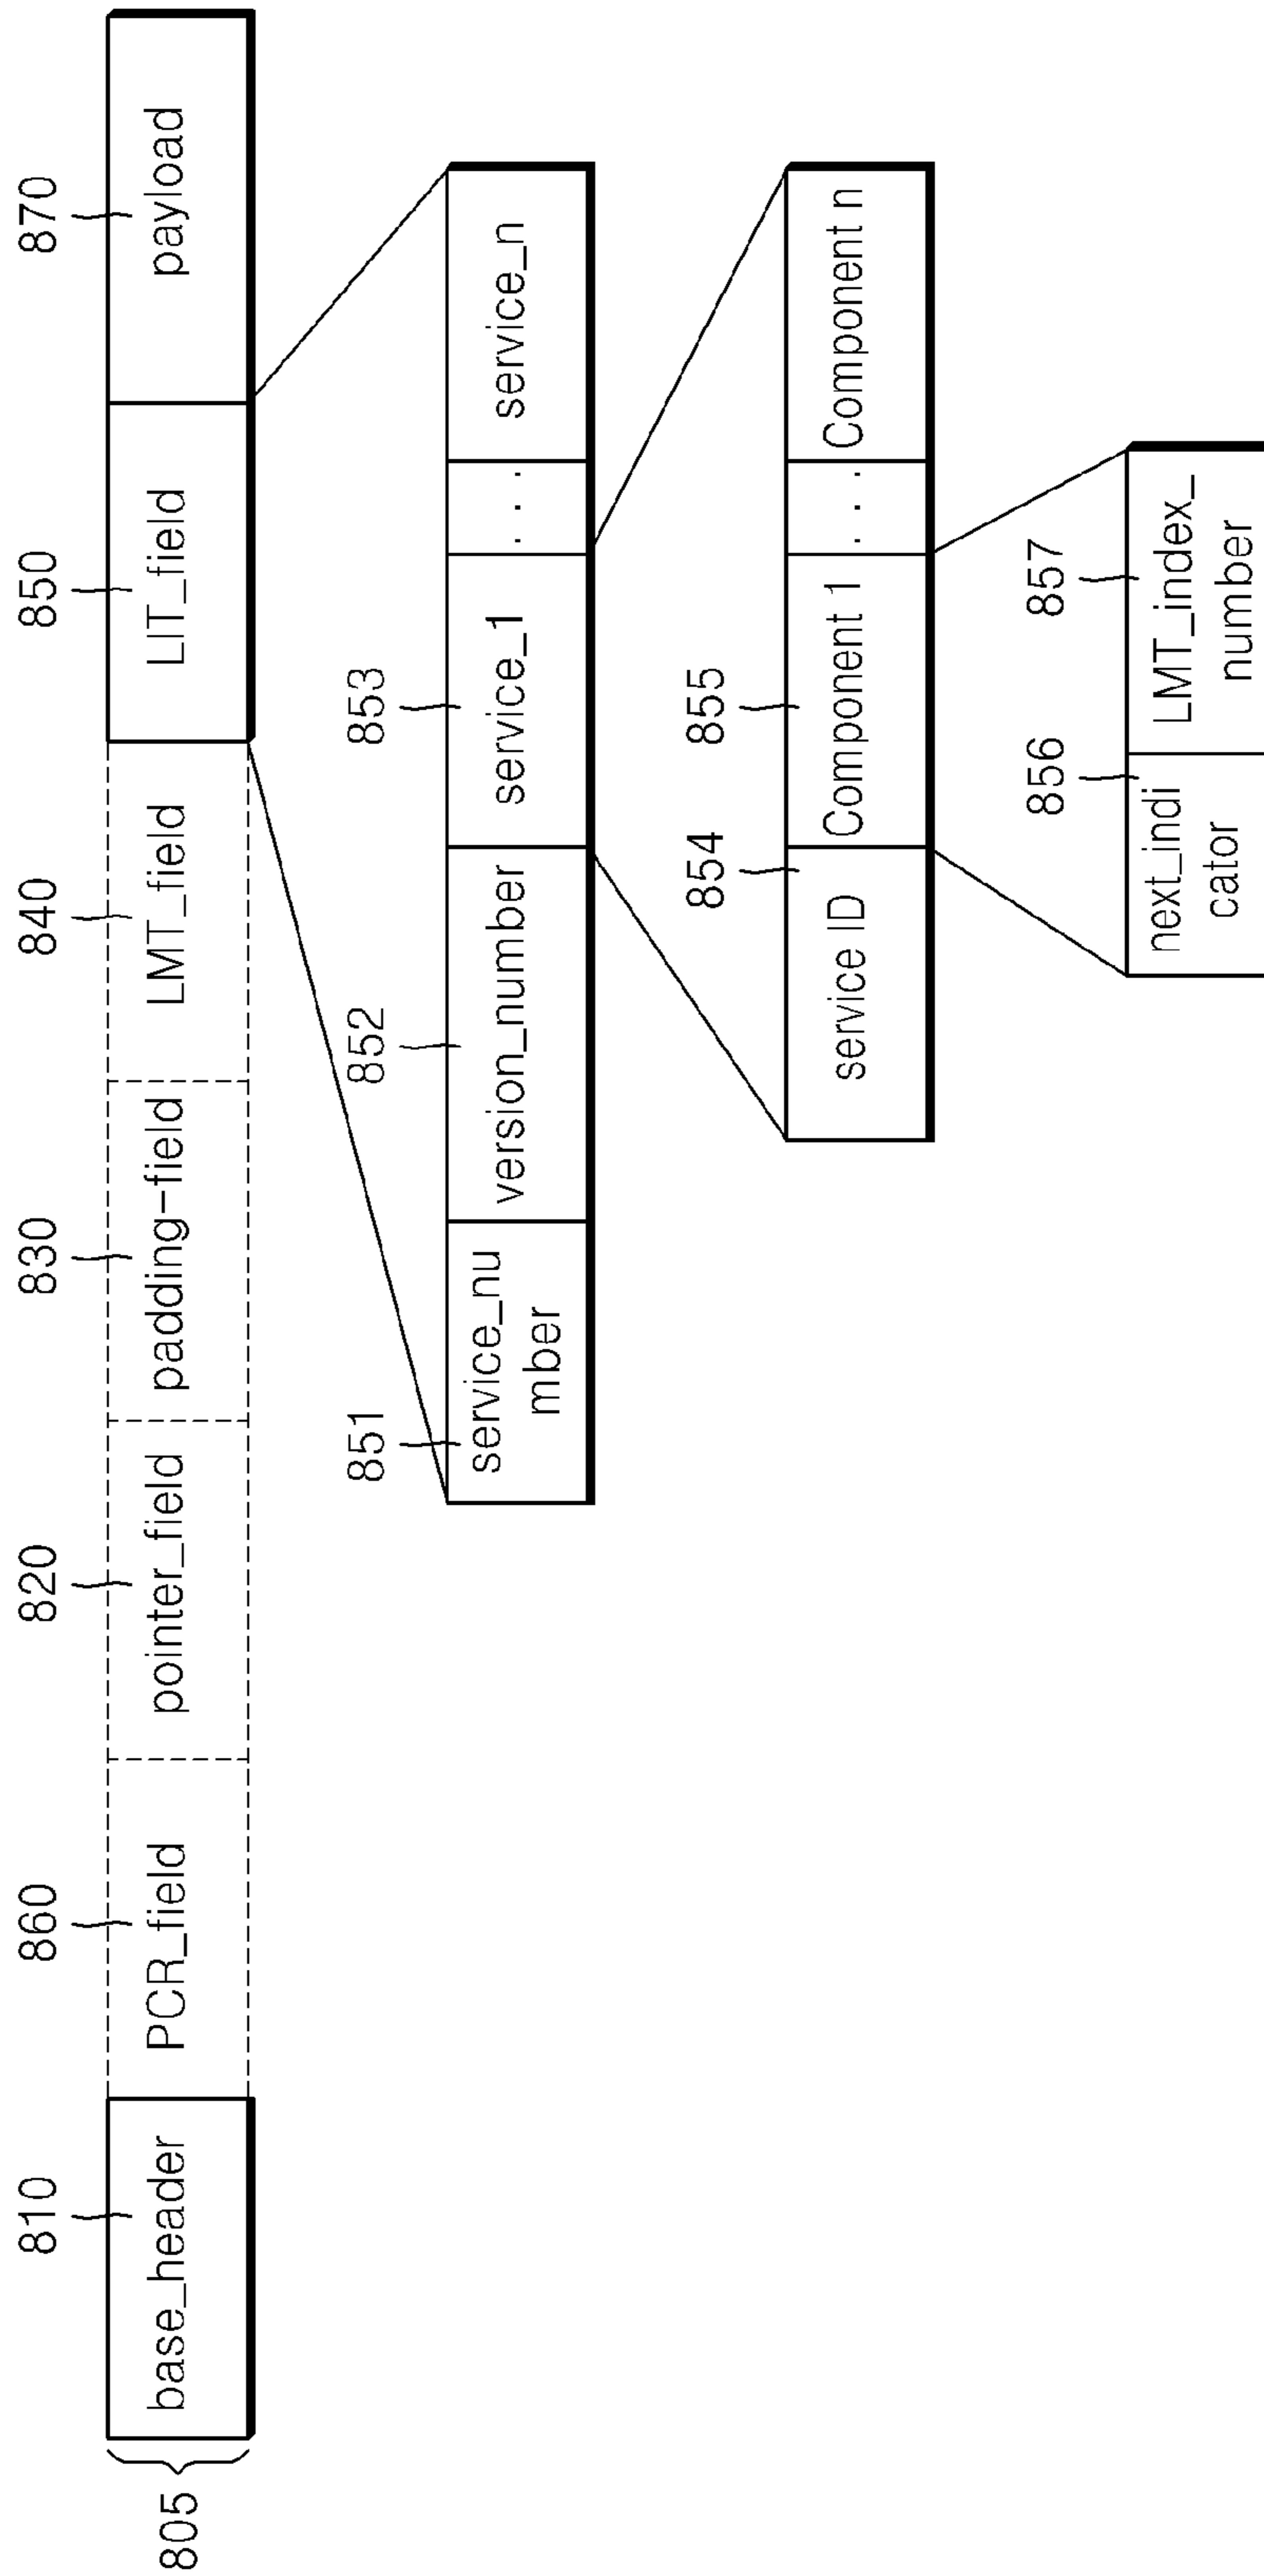 810 860 820 830 840 850 870
805 base_header PCR_field pointer_field padding-field LMT_field LIT_field payload
851 852 853
service_nu
mber
version_number service_1 . . . service_n
854 855
service ID Component 1 . . . Component n
856 857
next_indi
cator
LMT_index_
number